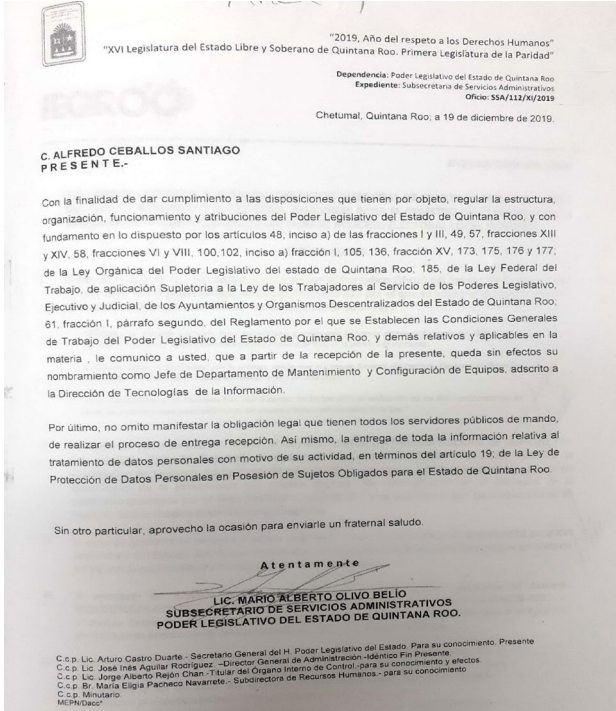 "2019, Año del respeto a los Derechos Humanos"
"XVI Legislatura del Estado Libre y Soberano de Quintana Roo. Primera Legislatura de la Paridad"
Dependencia: Poder Legislativo del Estado de Quintana Roo
Expediente: Subsecretaria de Servicios Administrativos
Oficio: SSA/112/XI/2019
Chetumal, Quintana Roo; a 19 de diciembre de 2019.
C. ALFREDO CEBALLOS SANTIAGO
P R E S E N T E.-
Con la finalidad de dar cumplimiento a las disposiciones que tienen por objeto, regular la estructura,
organización, funcionamiento y atribuciones del Poder Legislativo del Estado de Quintana Roo, y con
fundamento en lo dispuesto por los artículos 48, inciso a) de las fracciones I y III, 49, 57, fracciones XIII
y XIV, 58, fracciones VI y VIII, 100,102, inciso a) fracción I, 105, 136, fracción XV, 173, 175, 176 y 177,
de la Ley Orgánica del Poder Legislativo del estado de Quintana Roo, 185, de la Ley Federal del
Trabajo, de aplicación Supletoria a la Ley de los Trabajadores al Servicio de los Poderes Legislativo,
Ejecutivo y Judicial, de los Ayuntamientos y Organismos Descentralizados del Estado de Quintana Roo;
61, fracción I, párrafo segundo, del Reglamento por el que se Establecen las Condiciones Generales
de Trabajo del Poder Legislativo del Estado de Quintana Roo, y demás relativos y aplicables en la
materia , le comunico a usted, que a partir de la recepción de la presente, queda sin efectos su
nombramiento como Jefe de Departamento de Mantenimiento y Configuración de Equipos, adscrito a
la Dirección de Tecnologías de la Información.
Por último, no omito manifestar la obligación legal que tienen todos los servidores públicos de mando,
de realizar el proceso de entrega recepción. Así mismo, la entrega de toda la información relativa al
tratamiento de datos personales con motivo de su actividad, en términos del artículo 19; de la Ley de
Protección de Datos Personales en Posesión de Sujetos Obligados para el Estado de Quintana Roo.
Sin otro particular, aprovecho la ocasión para enviarle un fraternal saludo.
A t e n t a m e n t e
LIC. MARIO ALBERTO OLIVO BELÍO
SUBSECRETARIO DE SERVICIOS ADMINISTRATIVOS
PODER LEGISLATIVO DEL ESTADO DE QUINTANA ROO.
C.c.p. Lic. Arturo Castro Duarte.- Secretario General del H. Poder Legislativo del Estado. Para su conocimiento. Presente
C.c.p. Lic. José Inés Aguilar Rodríguez. –Director General de Administración.-Idéntico Fin Presente.
C.c.p. Lic. Jorge Alberto Rejón Chan.-Titular del Órgano Interno de Control.-para su conocimiento y efectos.
C.c.p. Br. María Eligia Pacheco Navarrete.- Subdirectora de Recursos Humanos.- para su conocimiento
C.c.p. Minutario.
MEPN/Dacc*